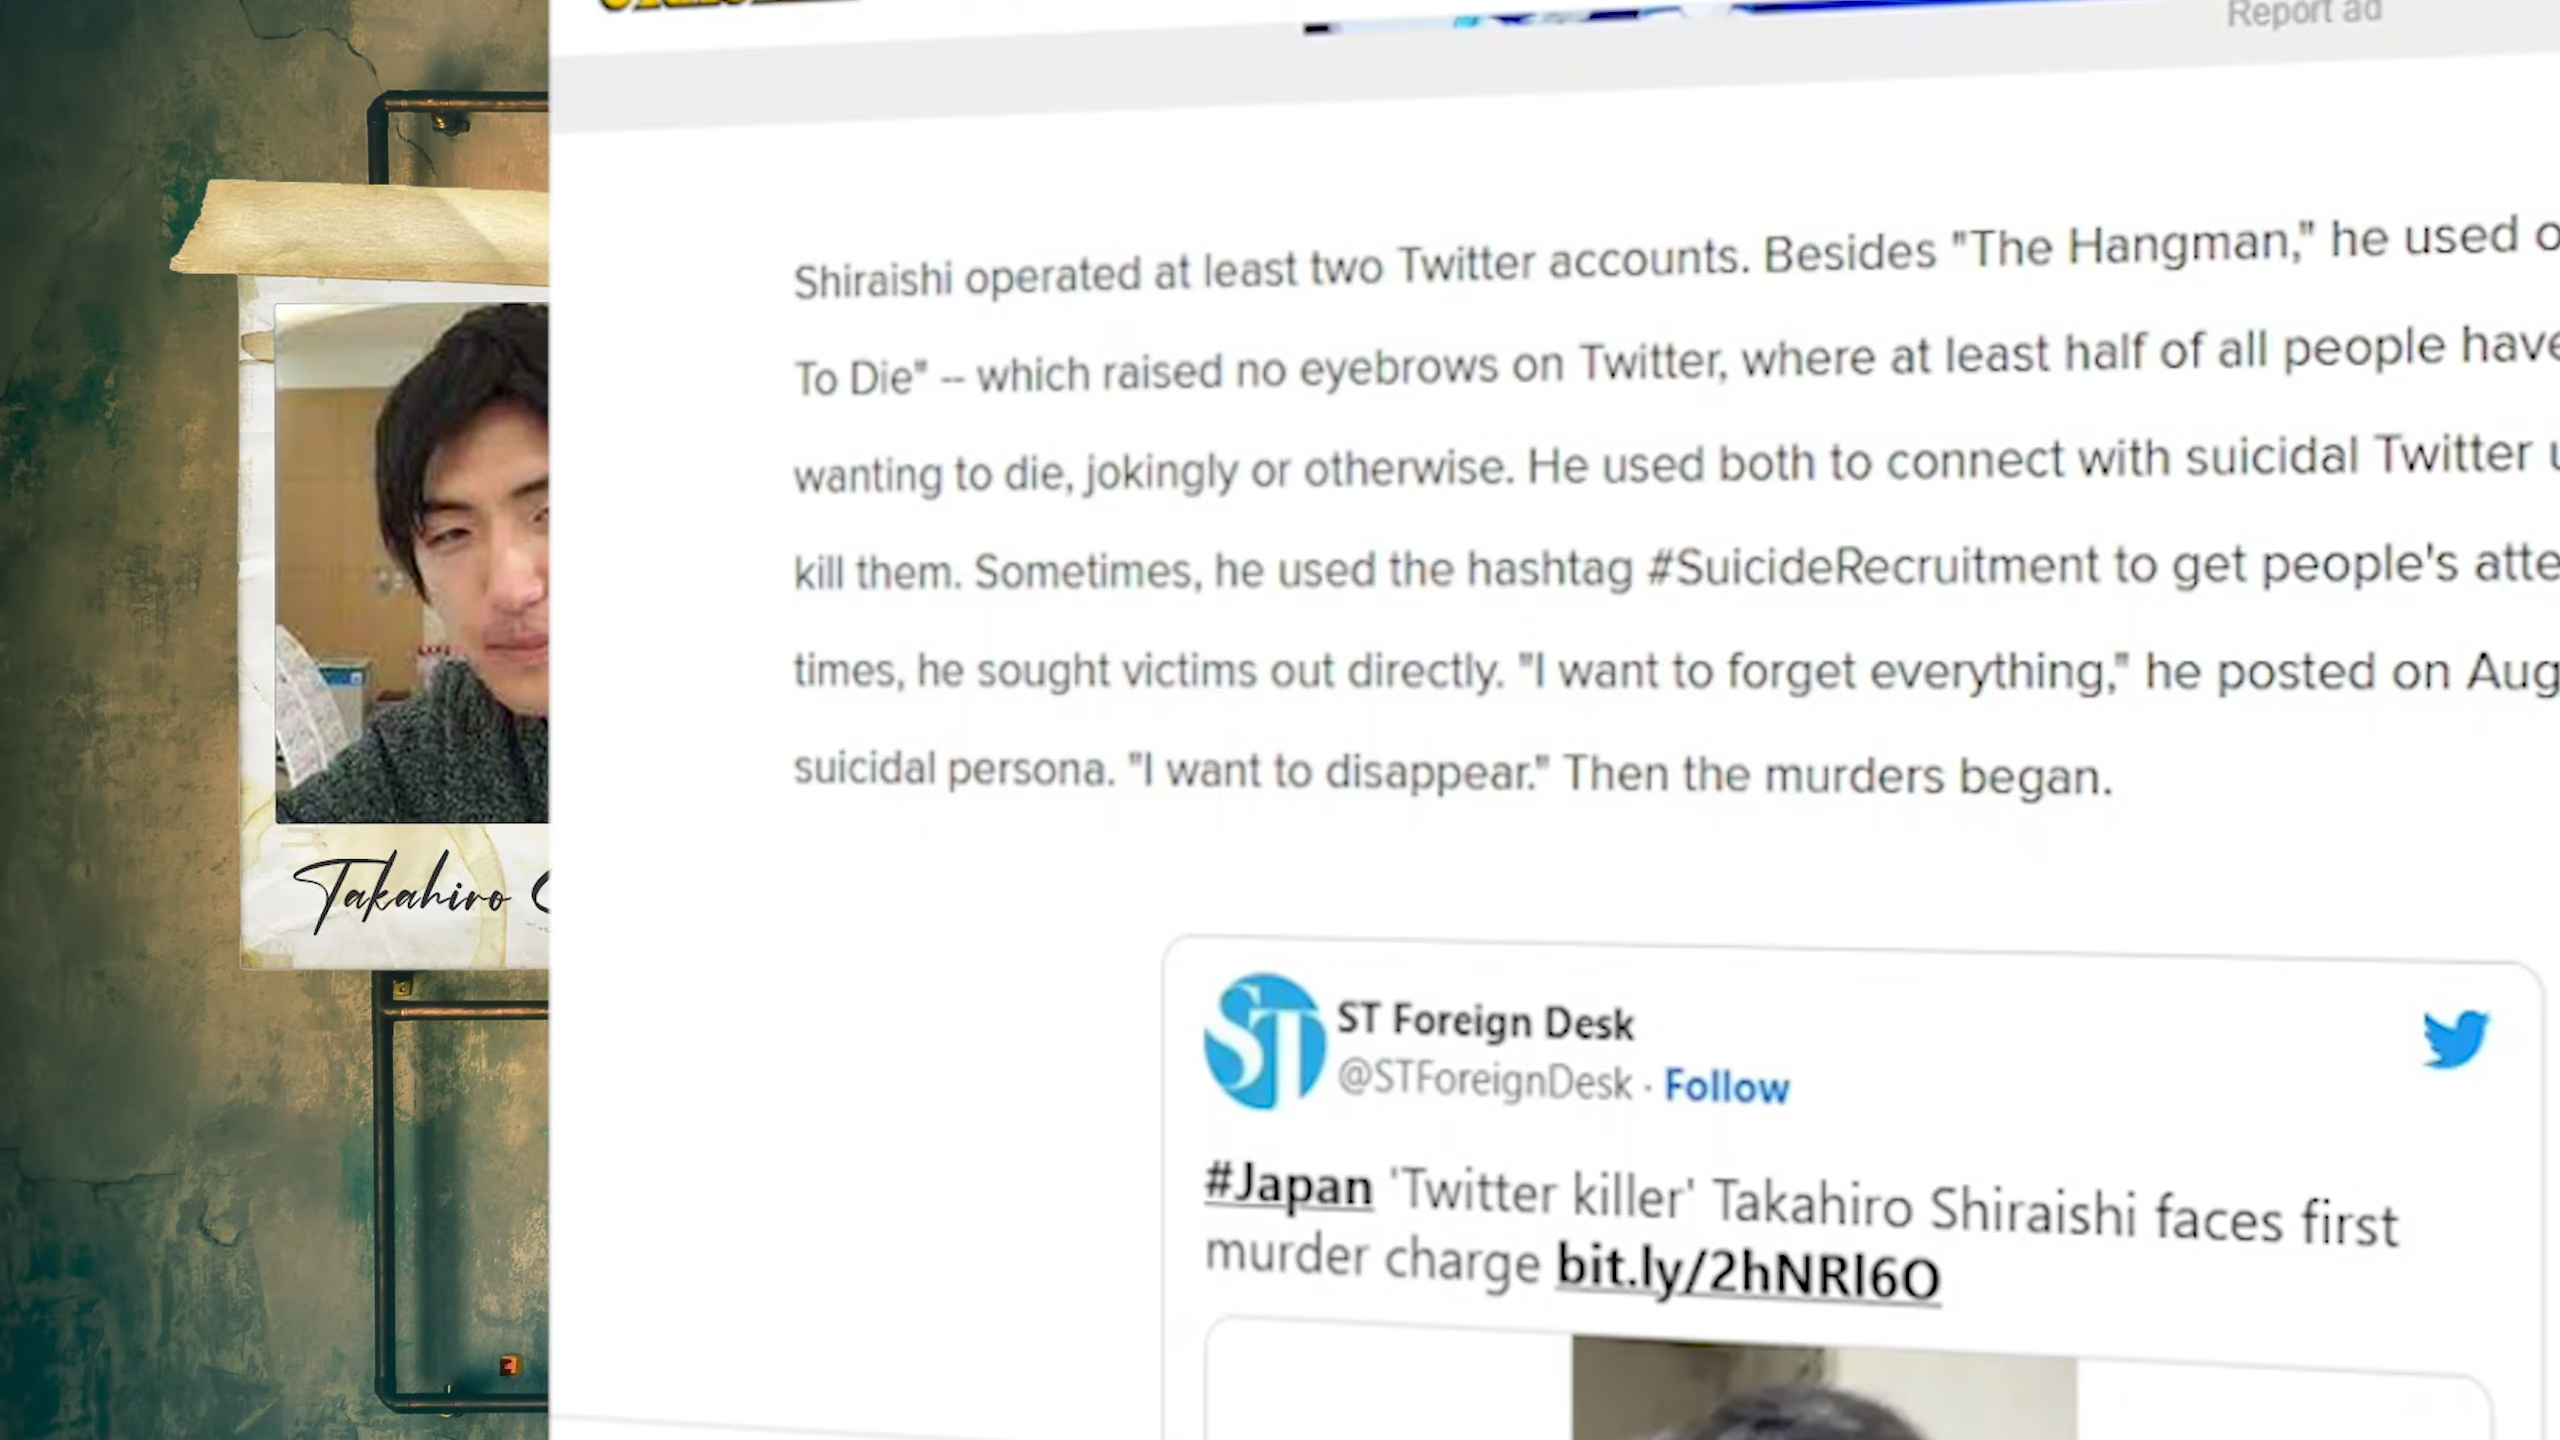 Report ad
Shiraishi operated at least two Twitter accounts. Besides "The Hangman," he used
To Die" -- which raised no eyebrows on Twitter, where at least half of all people have
wanting to die, jokingly or otherwise. He used both to connect with suicidal Twitter
kill them. Sometimes, he used the hashtag #SuicideRecruitment to get people's atte
times, he sought victims out directly. "I want to forget everything," he posted on Aug
suicidal persona. "I want to disappear." Then the murders began.
Takahiro
ST
ST Foreign Desk
@STForeignDesk · Follow
#Japan 'Twitter killer' Takahiro Shiraishi faces first
murder charge bit.ly/2hNRl6O